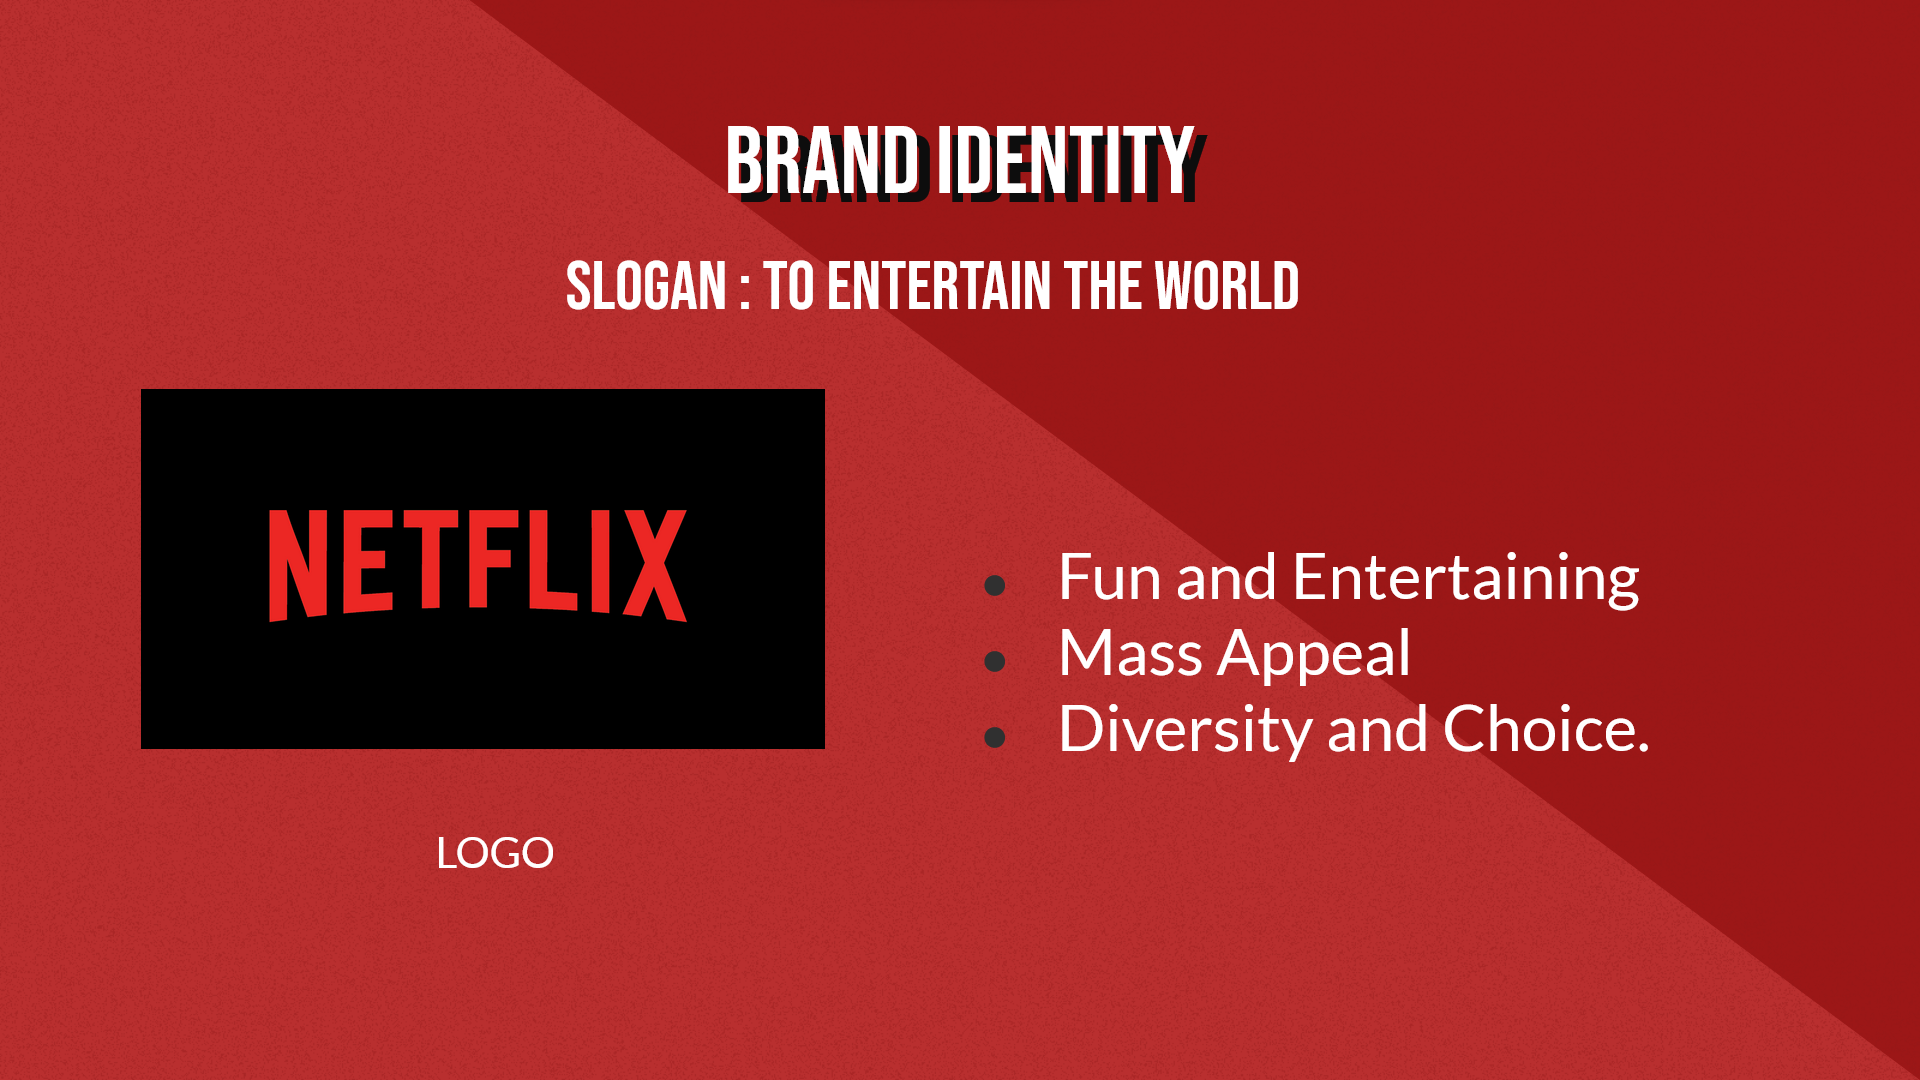 BRAND IDENTITY
SLOGAN : TO ENTERTAIN THE WORLD
NETFLIX
LOGO
● Fun and Entertaining
● Mass Appeal
● Diversity and Choice.